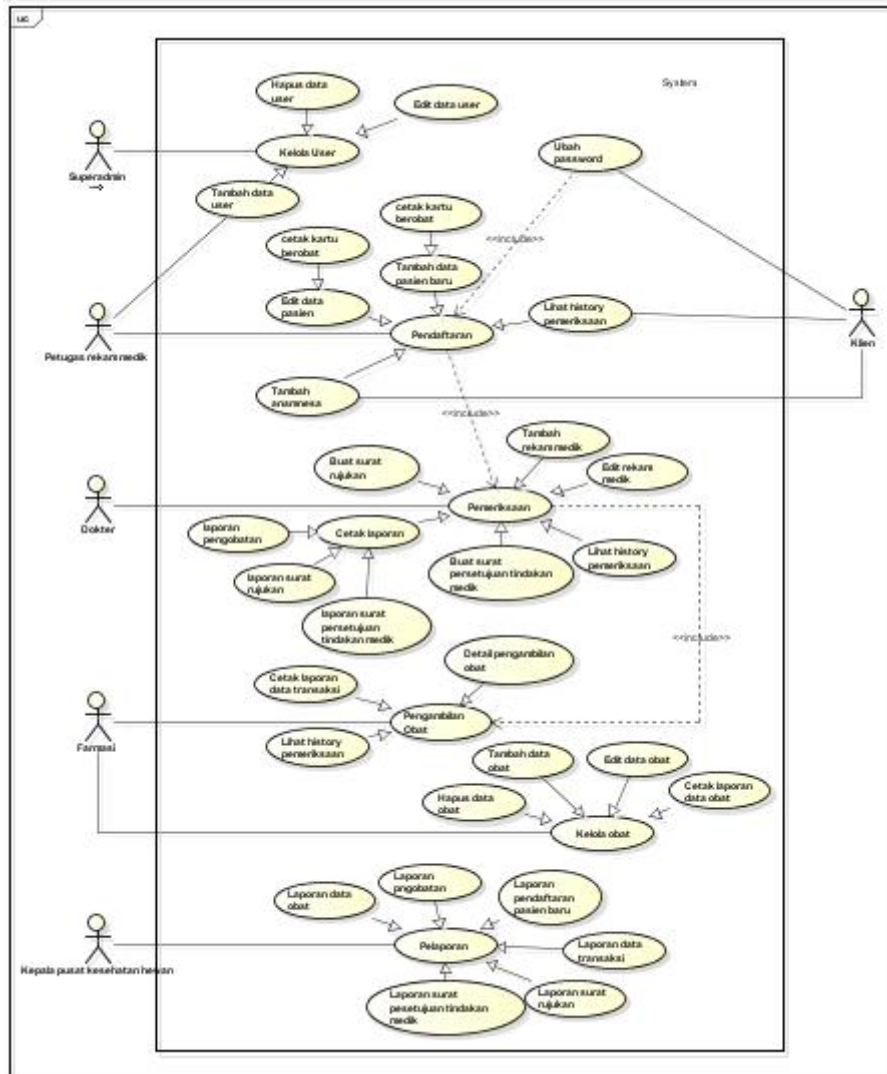 uc
System
Hapus data
user
Edit data user
Kelola User
Ubah
password
Superadmin
Tambah data
user
cetak kartu
berobat
cetak kartu
berobat
<<include>>
Tambah data
pasien baru
Edit data
pasien
Lihat history
pemeriksaan
Pendaftaran
Petugas rekam medik
Klien
Tambah
anamnesa
<<include>>
Tambah
rekam medik
Buat surat
rujukan
Edit rekam
medik
Pemeriksaan
Dokter
laporan
pengobatan
Cetak laporan
Lihat history
pemeriksaan
Buat surat
persetujuan tindakan
medik
laporan surat
rujukan
laporan surat
persetujuan
tindakan medik
<<include>>
Detail pengambilan
obat
Cetak laporan
data transaksi
Pengambilan
Obat
Farmasi
Lihat history
pemeriksaan
Tambah data
obat
Edit data obat
Cetak laporan
data obat
Hapus data
obat
Kelola obat
Laporan
pngobatan
Laporan
pendaftaran
pasien baru
Laporan data
obat
Pelaporan
Laporan data
transaksi
Kepala pusat kesehatan hewan
Laporan surat
pesetujuan tindakan
medik
Laporan surat
rujukan